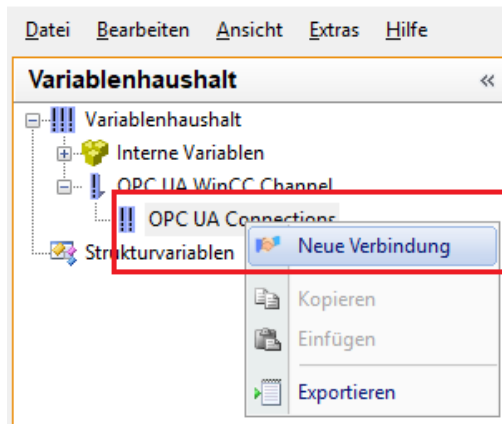 Datei Bearbeiten Ansicht Extras Hilfe
Variablenhaushalt «
Variablenhaushalt
Interne Variablen
OPC UA WinCC Channel
OPC UA Connections
Strukturvariablen
Neue Verbindung
Kopieren
Einfügen
Exportieren